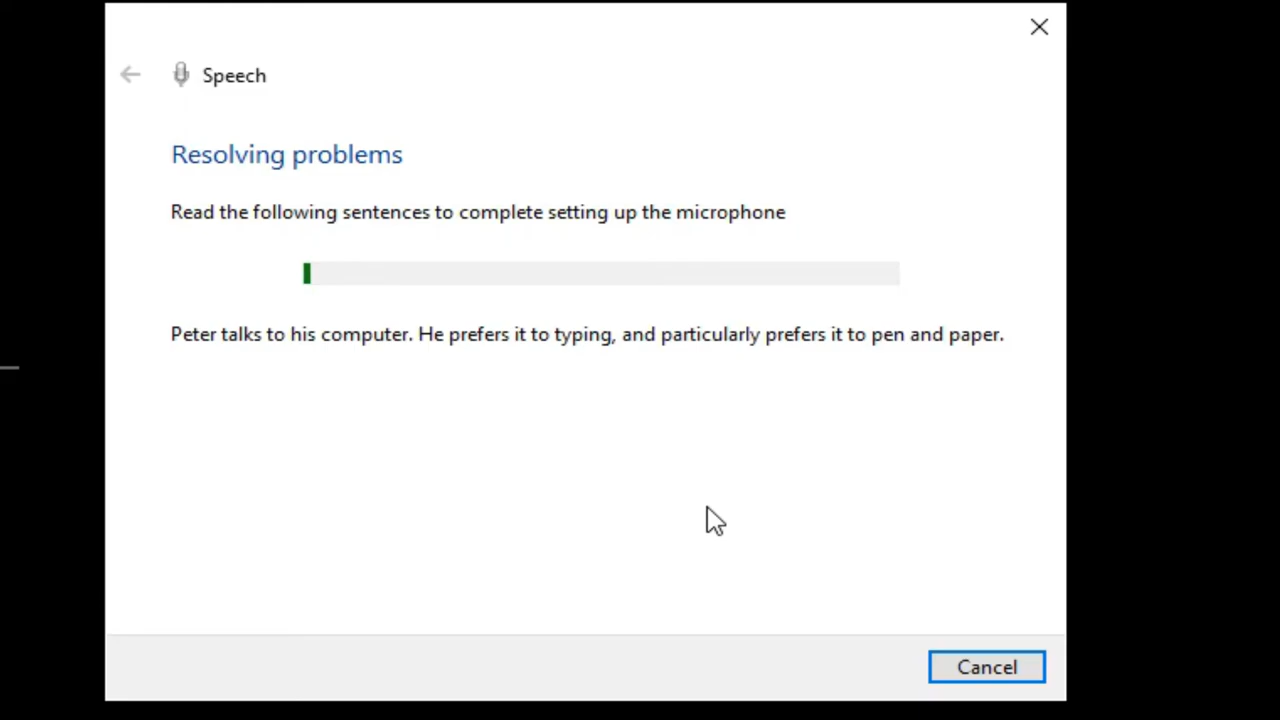 Speech
Resolving problems
Read the following sentences to complete setting up the microphone
Peter talks to his computer. He prefers it to typing, and particularly prefers it to pen and paper.
Cancel